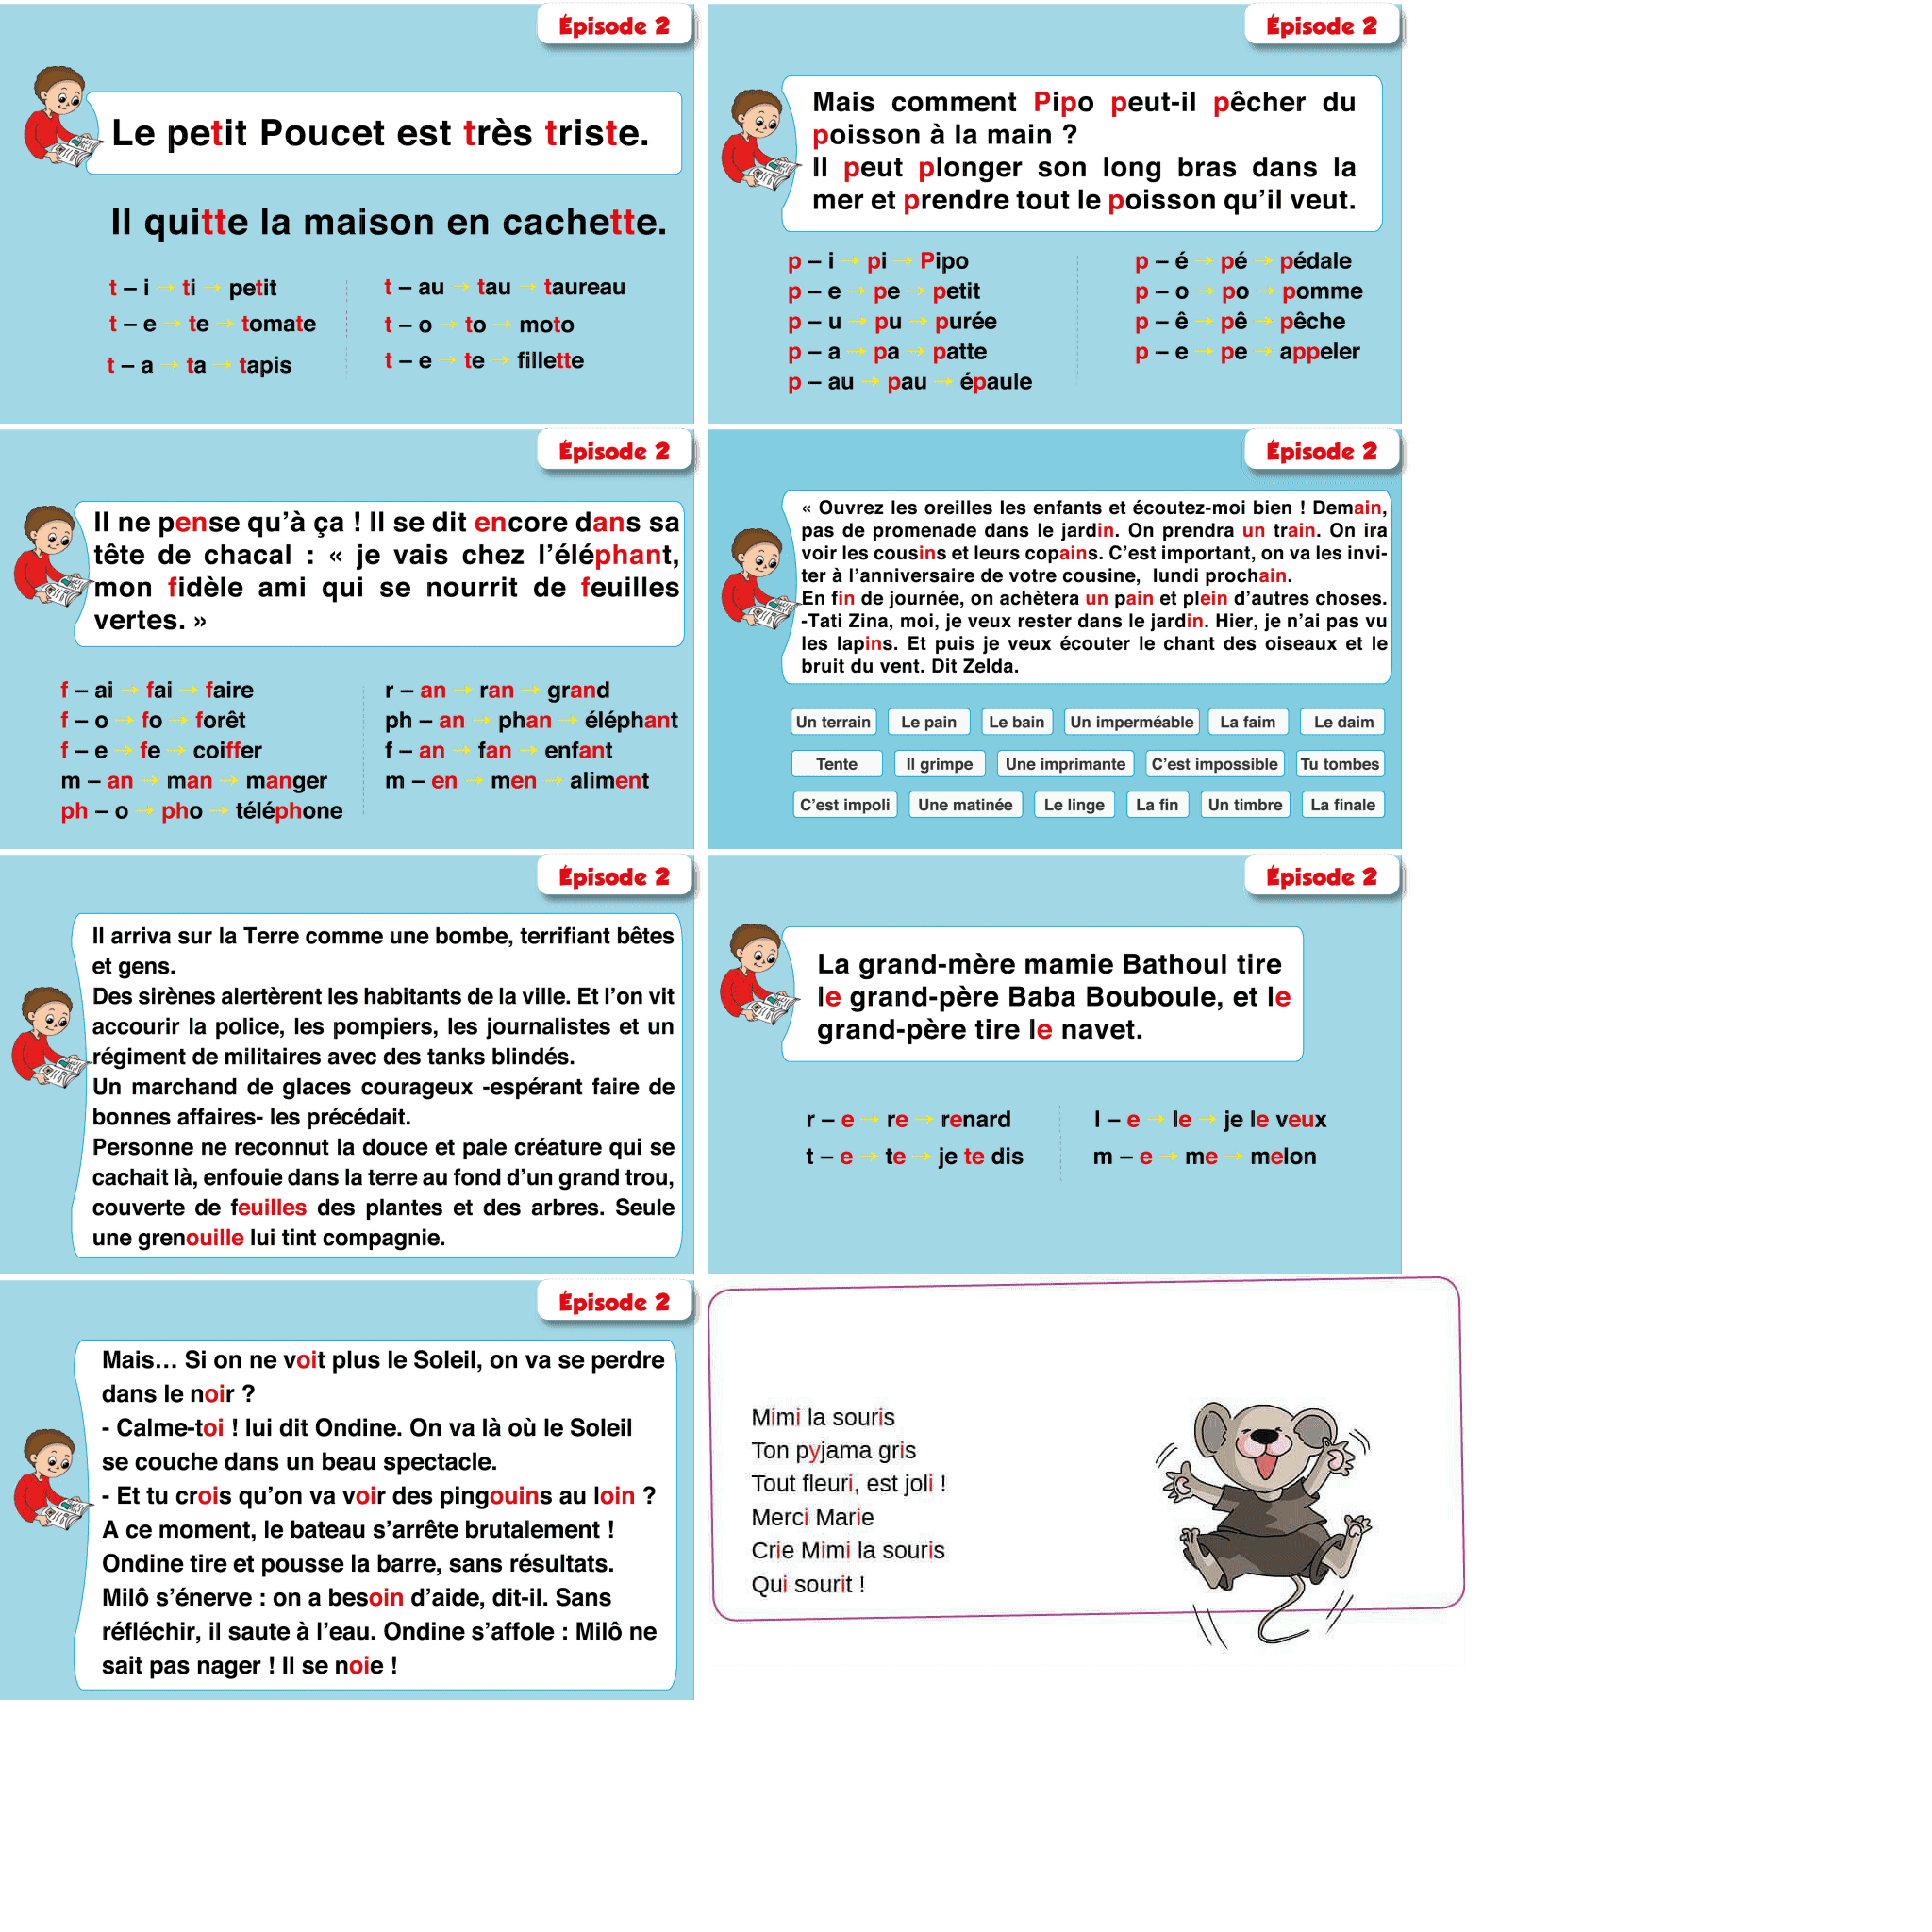 Épisode 2
Le petit Poucet est très triste.
Il quitte la maison en cachette.
t – i → ti → petit
t – e → te → tomate
t – a → ta → tapis
t – au → tau → taureau
t – o → to → moto
t – e → te → fillette
Épisode 2
Mais comment Pipo peut-il pêcher du
poisson à la main ?
Il peut plonger son long bras dans la
mer et prendre tout le poisson qu’il veut.
p – i → pi → Pipo
p – e → pe → petit
p – u → pu → purée
p – a → pa → patte
p – au → pau → épaule
p – é → pé → pédale
p – o → po → pomme
p – ê → pê → pêche
p – e → pe → appeler
Épisode 2
Il ne pense qu’à ça ! Il se dit encore dans sa
tête de chacal : « je vais chez l’éléphant,
mon fidèle ami qui se nourrit de feuilles
vertes. »
f – ai → fai → faire
f – o → fo → forêt
f – e → fe → coiffer
m – an → man → manger
ph – o → pho → téléphone
r – an → ran → grand
ph – an → phan → éléphant
f – an → fan → enfant
m – en → men → aliment
Épisode 2
« Ouvrez les oreilles les enfants et écoutez-moi bien ! Demain,
pas de promenade dans le jardin. On prendra un train. On ira
voir les cousins et leurs copains. C’est important, on va les invi-
ter à l’anniversaire de votre cousine, lundi prochain.
En fin de journée, on achètera un pain et plein d’autres choses.
-Tati Zina, moi, je veux rester dans le jardin. Hier, je n’ai pas vu
les lapins. Et puis je veux écouter le chant des oiseaux et le
bruit du vent. Dit Zelda.
Un terrain Le pain Le bain Un imperméable La faim Le daim
Tente Il grimpe Une imprimante C’est impossible Tu tombes
C’est impoli Une matinée Le linge La fin Un timbre La finale
Épisode 2
Il arriva sur la Terre comme une bombe, terrifiant bêtes
et gens.
Des sirènes alertèrent les habitants de la ville. Et l’on vit
accourir la police, les pompiers, les journalistes et un
régiment de militaires avec des tanks blindés.
Un marchand de glaces courageux -espérant faire de
bonnes affaires- les précédait.
Personne ne reconnut la douce et pale créature qui se
cachait là, enfouie dans la terre au fond d’un grand trou,
couverte de feuilles des plantes et des arbres. Seule
une grenouille lui tint compagnie.
Épisode 2
La grand-mère mamie Bathoul tire
le grand-père Baba Bouboule, et le
grand-père tire le navet.
r – e → re → renard
t – e → te → je te dis
l – e → le → je le veux
m – e → me → melon
Épisode 2
Mais… Si on ne voit plus le Soleil, on va se perdre
dans le noir ?
- Calme-toi ! lui dit Ondine. On va là où le Soleil
se couche dans un beau spectacle.
- Et tu crois qu’on va voir des pingouins au loin ?
A ce moment, le bateau s’arrête brutalement !
Ondine tire et pousse la barre, sans résultats.
Milô s’énerve : on a besoin d’aide, dit-il. Sans
réfléchir, il saute à l’eau. Ondine s’affole : Milô ne
sait pas nager ! Il se noie !
Mimi la souris
Ton pyjama gris
Tout fleuri, est joli !
Merci Marie
Crie Mimi la souris
Qui sourit !